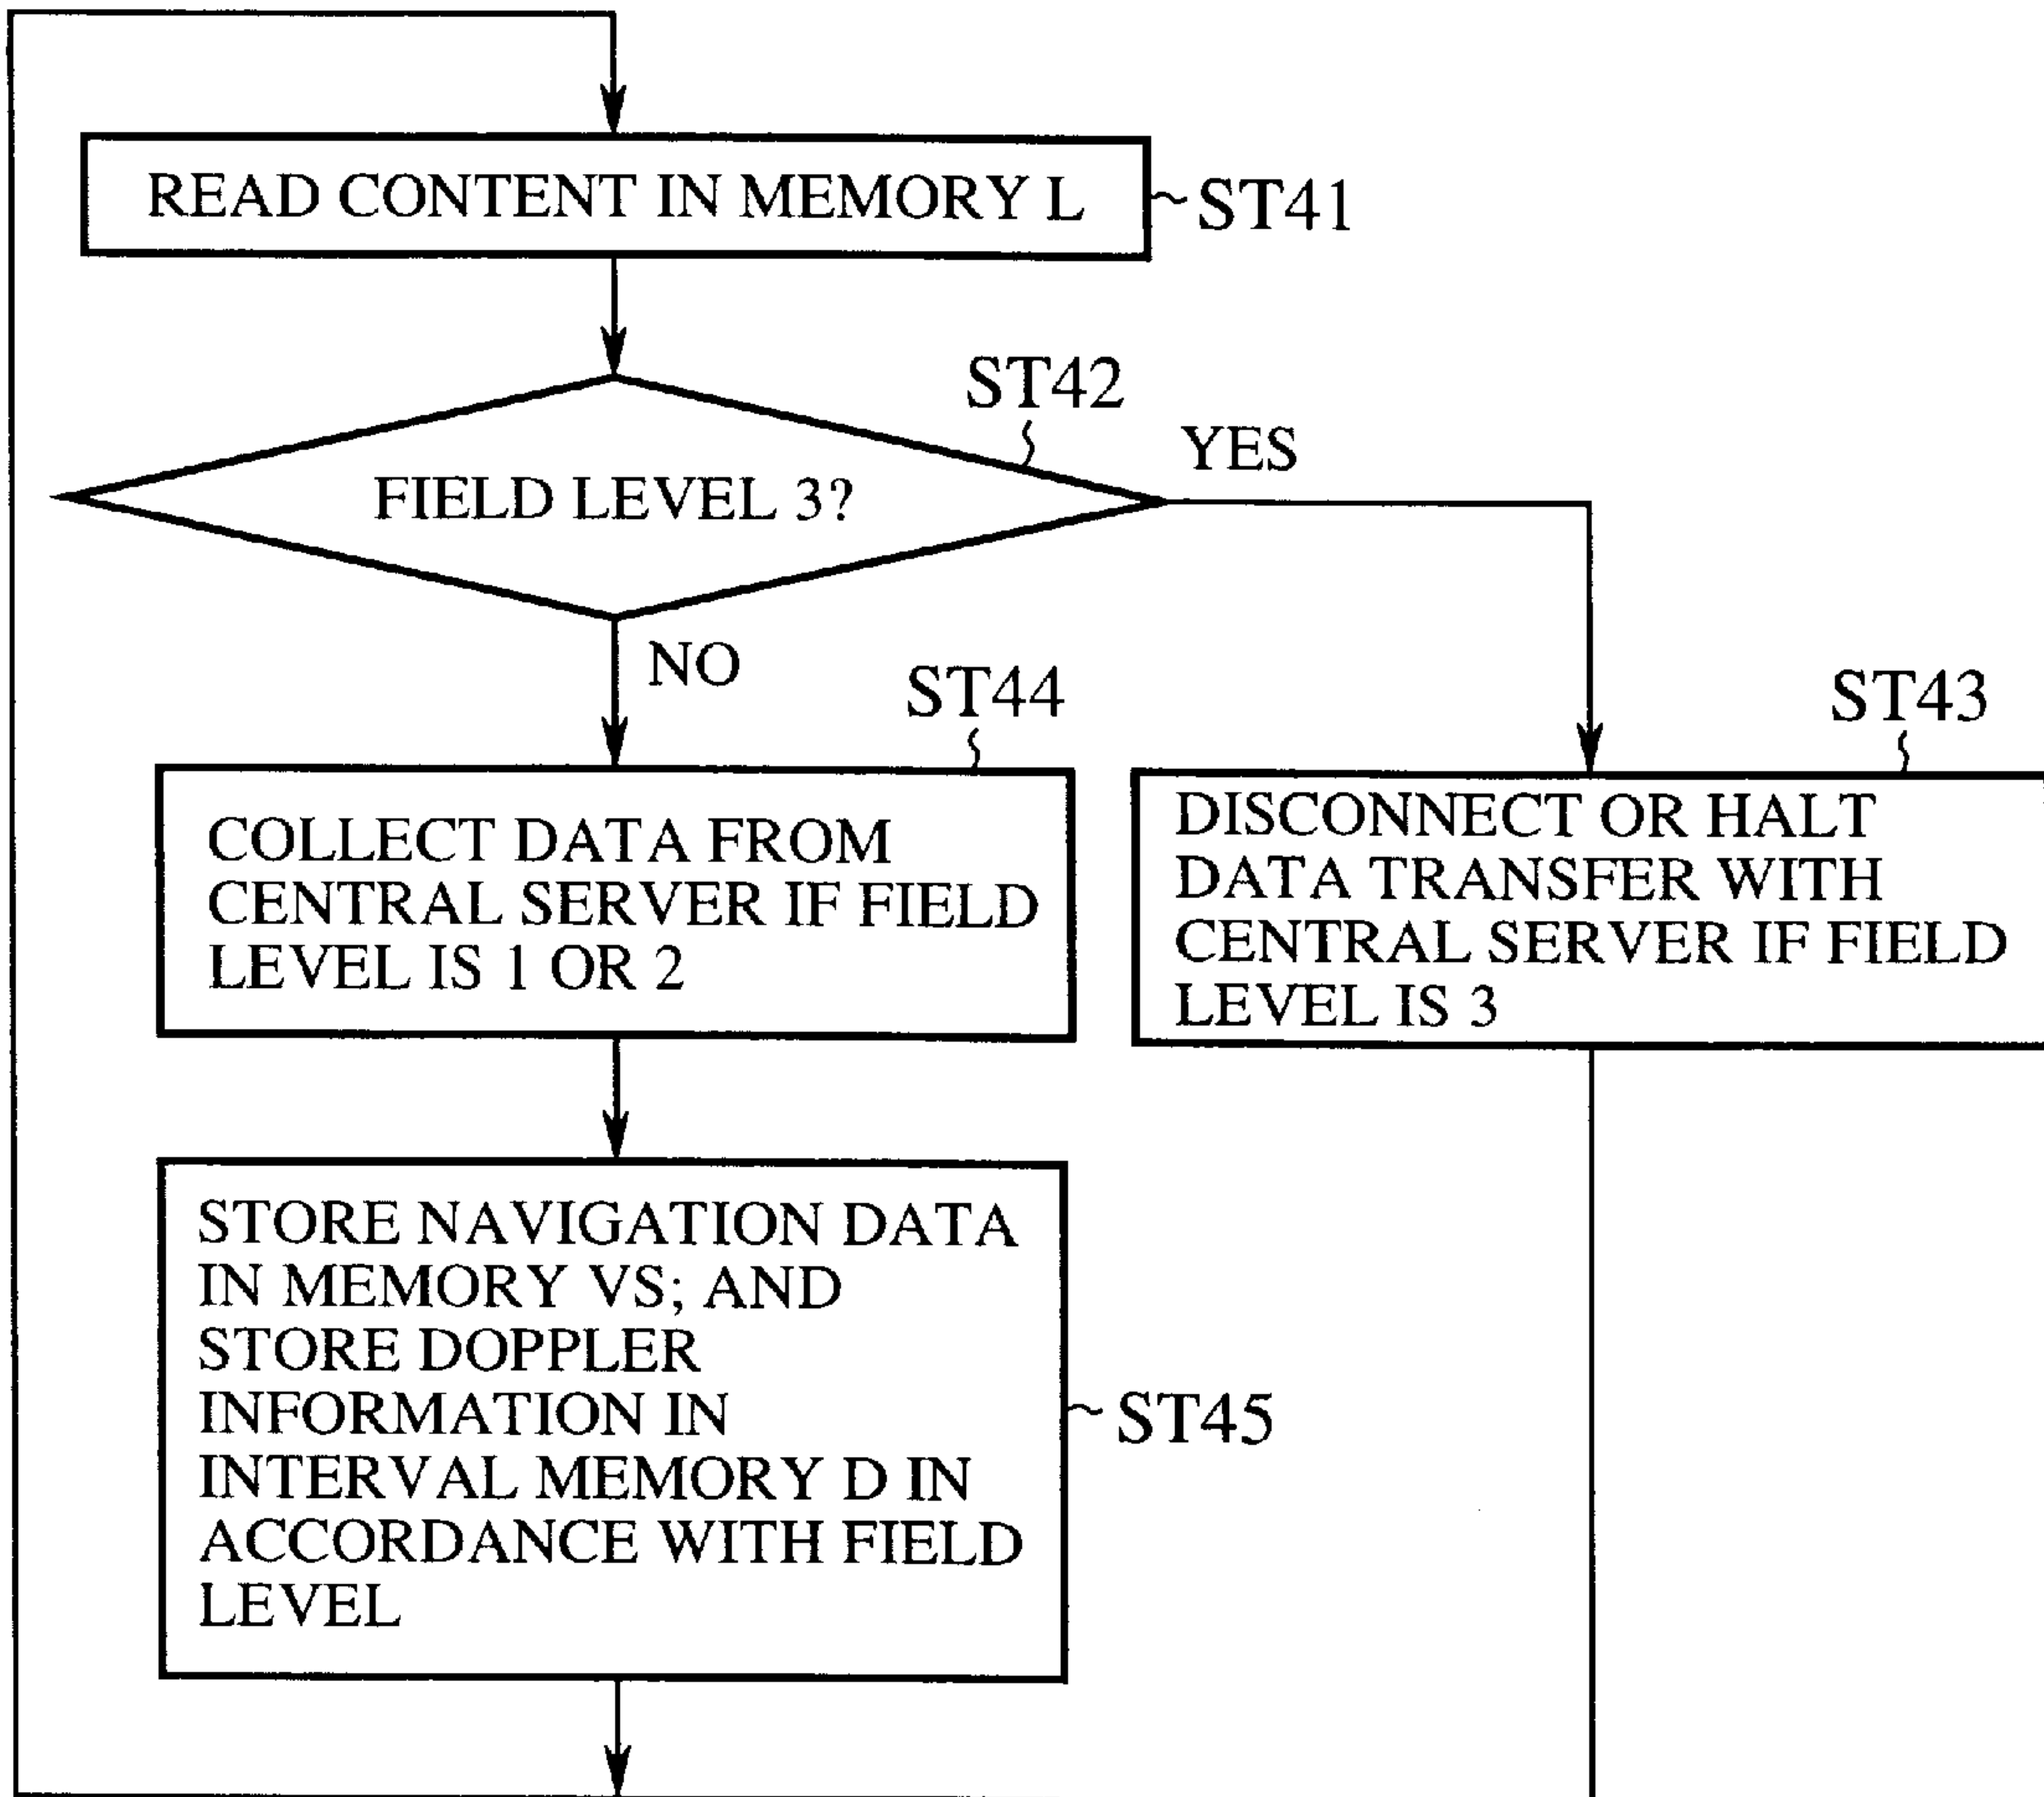 READ CONTENT IN MEMORY L
ST41
ST42
FIELD LEVEL 3?
YES
NO
ST44
COLLECT DATA FROM
CENTRAL SERVER IF FIELD
LEVEL IS 1 OR 2
ST43
DISCONNECT OR HALT
DATA TRANSFER WITH
CENTRAL SERVER IF FIELD
LEVEL IS 3
STORE NAVIGATION DATA
IN MEMORY VS; AND
STORE DOPPLER
INFORMATION IN
INTERVAL MEMORY D IN
ACCORDANCE WITH FIELD
LEVEL
ST45